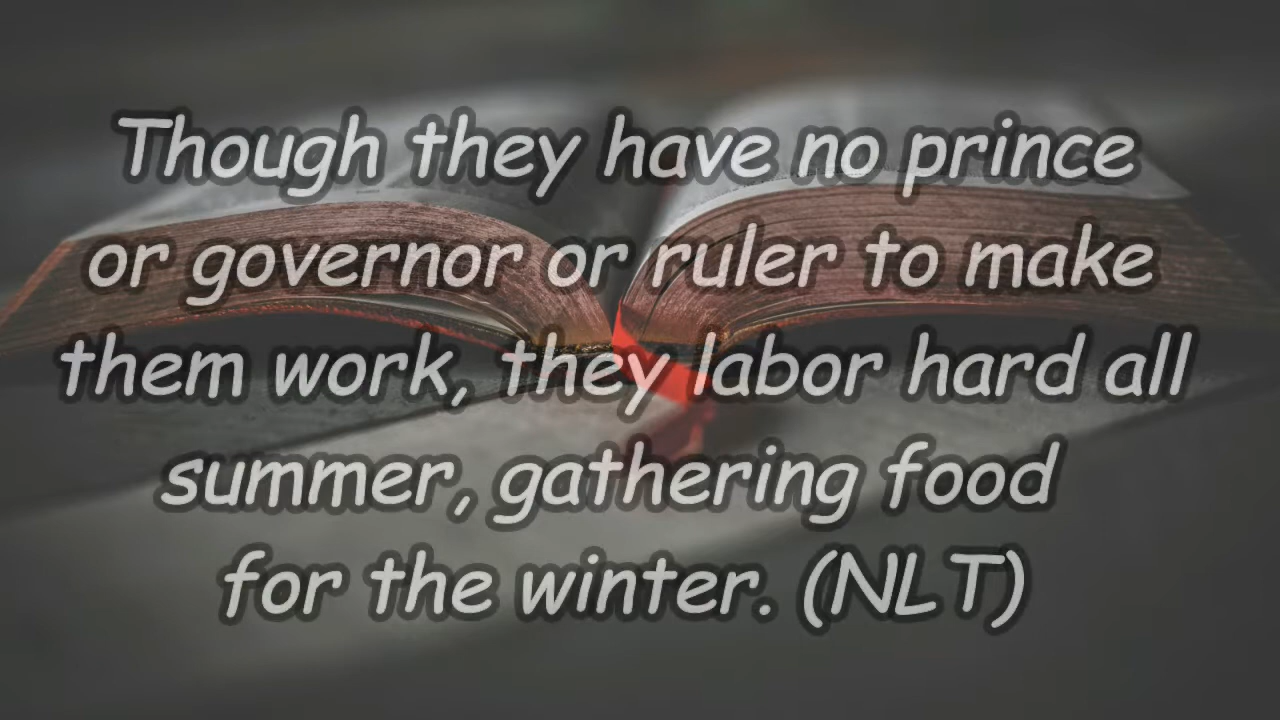 Though they have no prince
or governor or ruler to make
them work, they labor hard all
summer, gathering food
for the winter. (NLT)